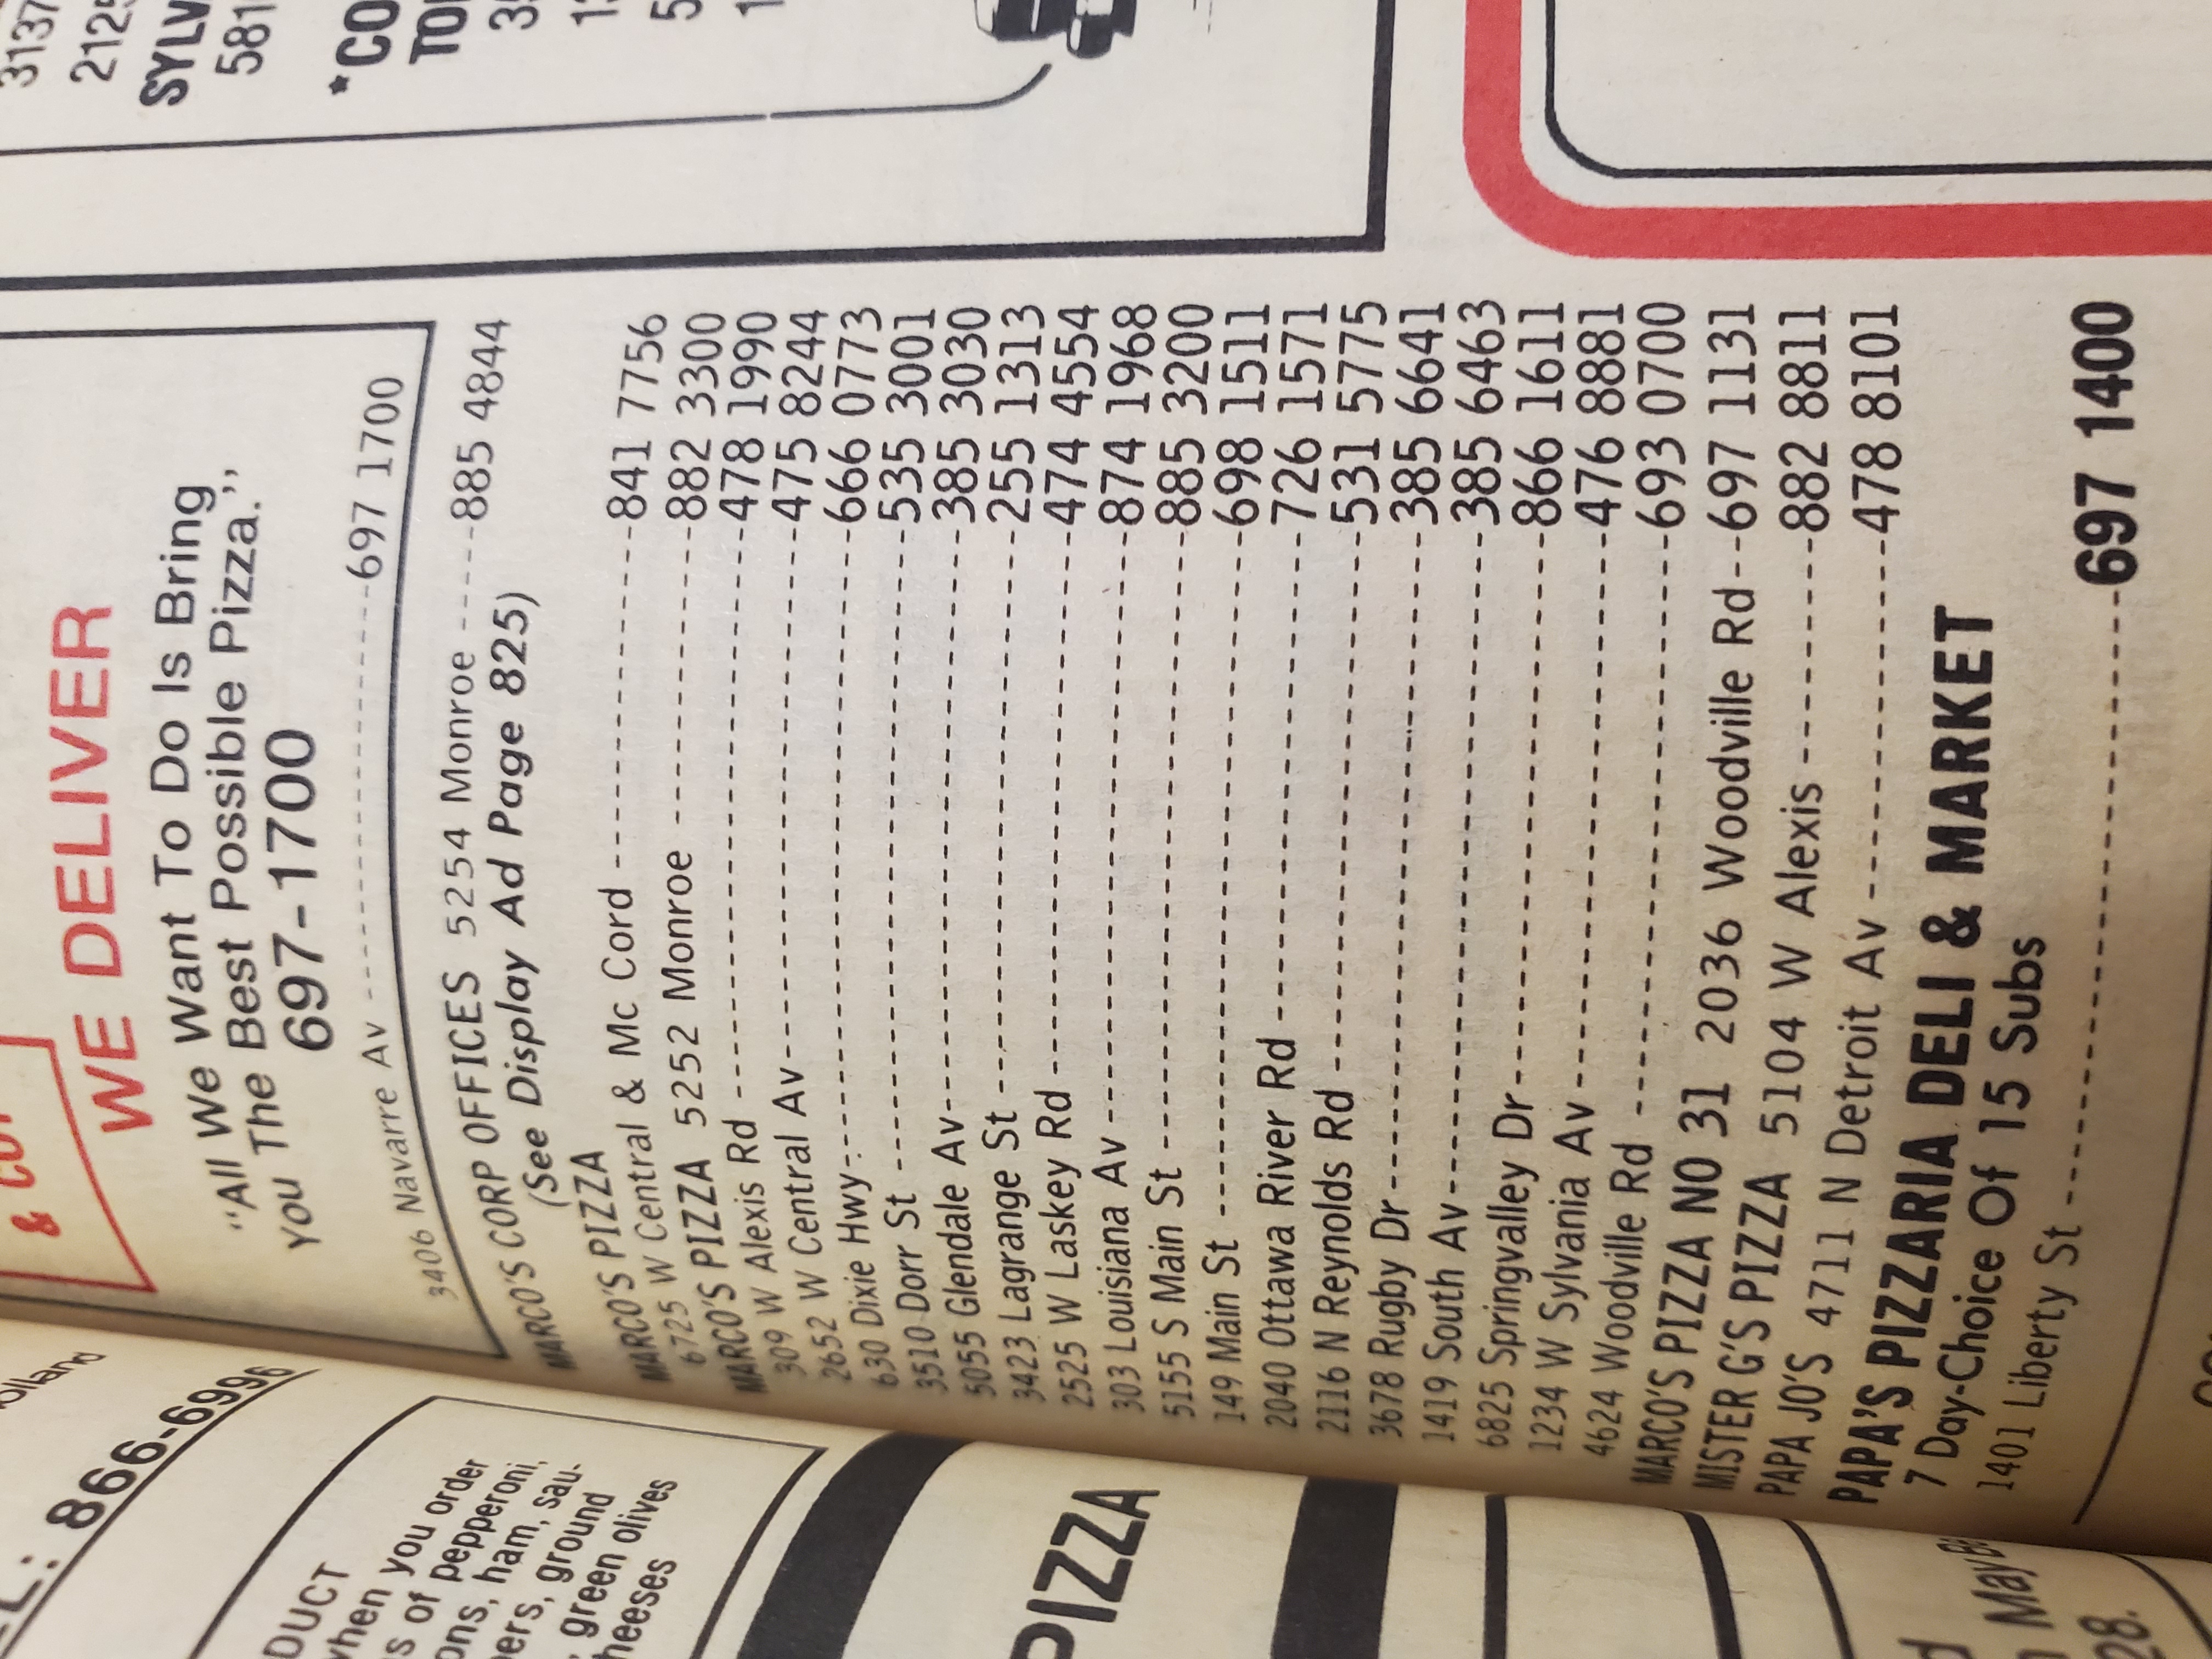 3137
2125
SYLV
581
*CO
TO
& CU
WE DELIVER
"All We Want To Do Is Bring
You The Best Possible Pizza."
697-1700
3406 Navarre Av ----------697 1700
MARCO'S CORP OFFICES 5254 Monroe -----885 4844
(See Display Ad Page 825)
MARCO'S PIZZA
MARCO'S PIZZA
6725 W Central & Mc Cord ----------841 7756
MARCO'S PIZZA 5252 Monroe ----------882 3300
MARCO'S PIZZA
309 W Alexis Rd ----------478 1990
2652 W Central Av----------475 8244
630 Dixie Hwy----------666 0773
3510 Dorr St ----------535 3001
5055 Glendale Av----------385 3030
3423 Lagrange St ----------255 1313
2525 W Laskey Rd----------474 4554
303 Louisiana Av ----------874 1968
5155 S Main St ----------885 3200
149 Main St ----------698 1511
2040 Ottawa River Rd----------726 1571
2116 N Reynolds Rd ----------531 5775
3678 Rugby Dr----------385 6641
1419 South Av----------385 6463
6825 Springvalley Dr----------866 1611
1234 W Sylvania Av ----------476 8881
4624 Woodville Rd ----------693 0700
MARCO'S PIZZA NO 31 2036 Woodville Rd--697 1131
MISTER G'S PIZZA 5104 W Alexis ----------882 8811
PAPA JO'S 4711 N Detroit Av ----------478 8101
PAPA'S PIZZARIA DELI & MARKET
7 Day-Choice Of 15 Subs
1401 Liberty St ----------697 1400
olland
866-6996
DUCT
when you order
s of pepperoni,
ons, ham, sau-
pers, ground
green olives
heeses
PIZZA
May
28.